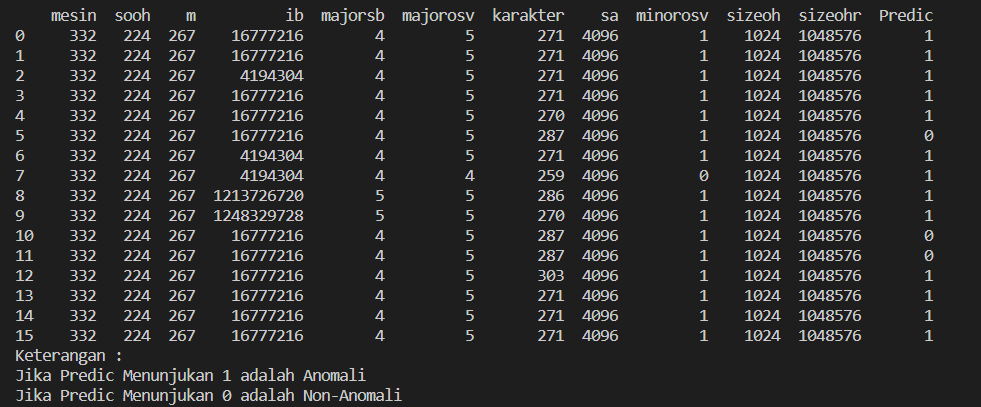 mesin sooh m ib majorsb majorosv karakter sa minorosv sizeoh sizeohr Predic
0 332 224 267 16777216 4 5 271 4096 1 1024 1048576 1
1 332 224 267 16777216 4 5 271 4096 1 1024 1048576 1
2 332 224 267 4194304 4 5 271 4096 1 1024 1048576 1
3 332 224 267 16777216 4 5 271 4096 1 1024 1048576 1
4 332 224 267 16777216 4 5 270 4096 1 1024 1048576 1
5 332 224 267 16777216 4 5 287 4096 1 1024 1048576 0
6 332 224 267 4194304 4 5 271 4096 1 1024 1048576 1
7 332 224 267 4194304 4 4 259 4096 0 1024 1048576 1
8 332 224 267 1213726720 5 5 286 4096 1 1024 1048576 1
9 332 224 267 1248329728 5 5 270 4096 1 1024 1048576 1
10 332 224 267 16777216 4 5 287 4096 1 1024 1048576 0
11 332 224 267 16777216 4 5 287 4096 1 1024 1048576 0
12 332 224 267 16777216 4 5 303 4096 1 1024 1048576 1
13 332 224 267 16777216 4 5 271 4096 1 1024 1048576 1
14 332 224 267 16777216 4 5 271 4096 1 1024 1048576 1
15 332 224 267 16777216 4 5 271 4096 1 1024 1048576 1
Keterangan :
Jika Predic Menunjukan 1 adalah Anomali
Jika Predic Menunjukan 0 adalah Non-Anomali